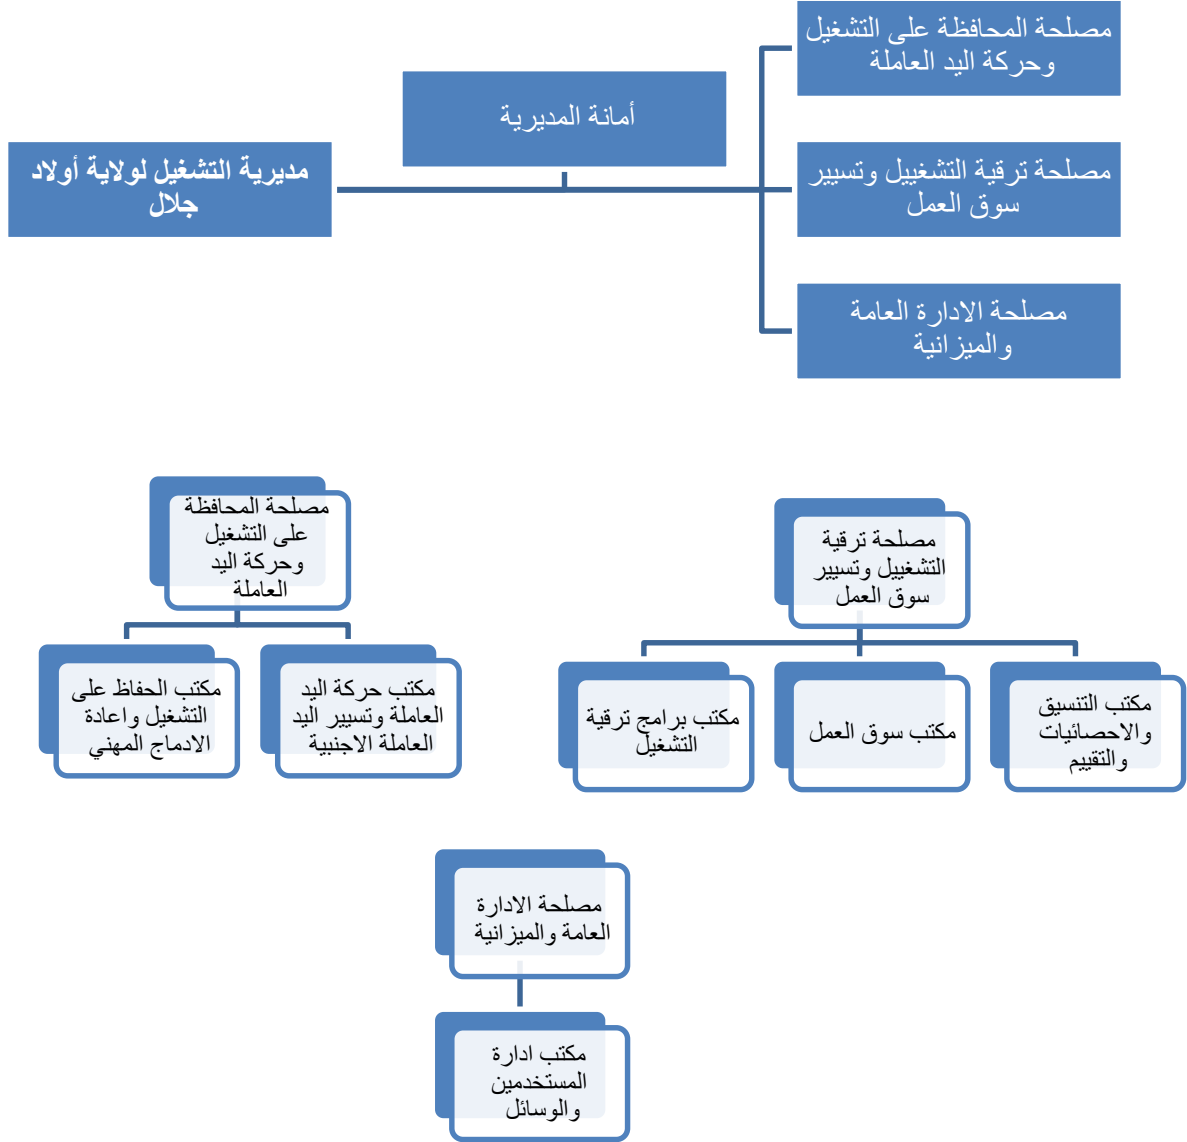 مصلحة المحافظة على التشغيل
وحركة اليد العاملة
أمانة المديرية
مديرية التشغيل لولاية أولاد
جلال
مصلحة ترقية التشغييل وتسيير
سوق العمل
مصلحة الادارة العامة
والميزانية
مصلحة المحافظة
على التشغيل
وحركة اليد
العاملة
مكتب الحفاظ على
التشغيل واعادة
الادماج المهني
مكتب حركة اليد
العاملة وتسيير اليد
العاملة الاجنبية
مصلحة ترقية
التشغييل وتسيير
سوق العمل
مكتب برامج ترقية
التشغيل
مكتب سوق العمل
مكتب التنسيق
والاحصائيات
والتقييم
مصلحة الادارة
العامة والميزانية
مكتب ادارة
المستخدمين
والوسائل